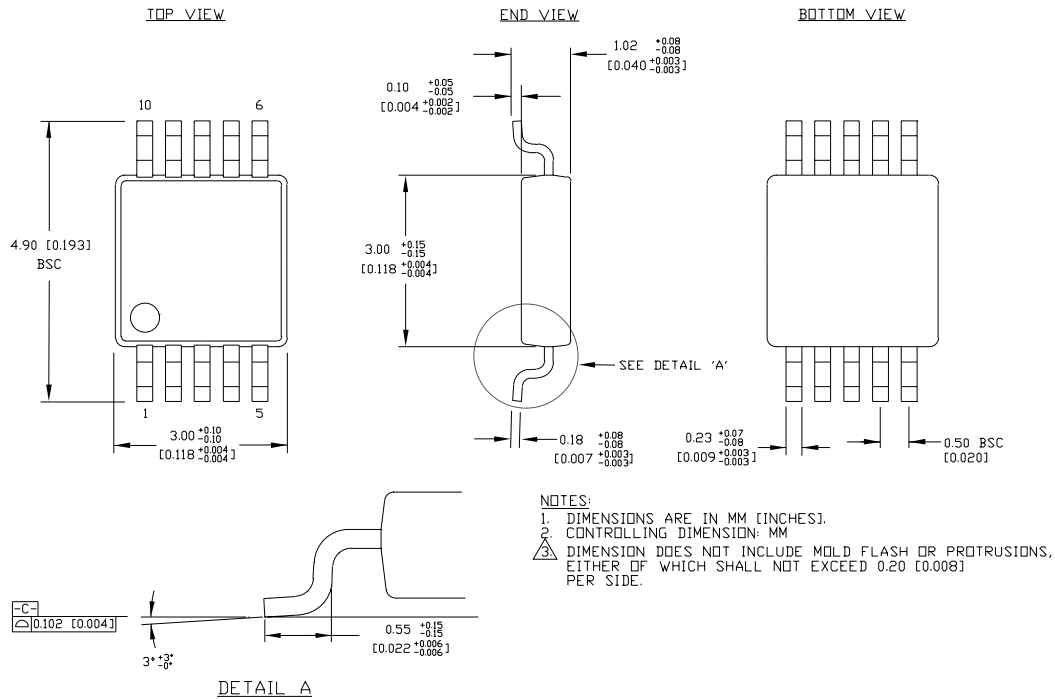 TOP VIEW
END VIEW
BOTTOM VIEW
1.02 +0.08 -0.08
[0.040 +0.003 -0.003]
0.10 +0.05 -0.05
[0.004 +0.002 -0.002]
10
6
4.90 [0.193]
BSC
3.00 +0.15 -0.15
[0.118 +0.004 -0.004]
SEE DETAIL 'A'
1
5
3.00 +0.10 -0.10
[0.118 +0.004 -0.004]
0.18 +0.08 -0.08
[0.007 +0.003 -0.003]
0.23 +0.07 -0.08
[0.009 +0.003 -0.003]
0.50 BSC
[0.020]
NOTES:
1. DIMENSIONS ARE IN MM [INCHES].
2. CONTROLLING DIMENSION: MM
3. DIMENSION DOES NOT INCLUDE MOLD FLASH OR PROTRUSIONS,
EITHER OF WHICH SHALL NOT EXCEED 0.20 [0.008]
PER SIDE.
-C-
0.102 [0.004]
3° +3° -0°
0.55 +0.15 -0.15
[0.022 +0.006 -0.006]
DETAIL A